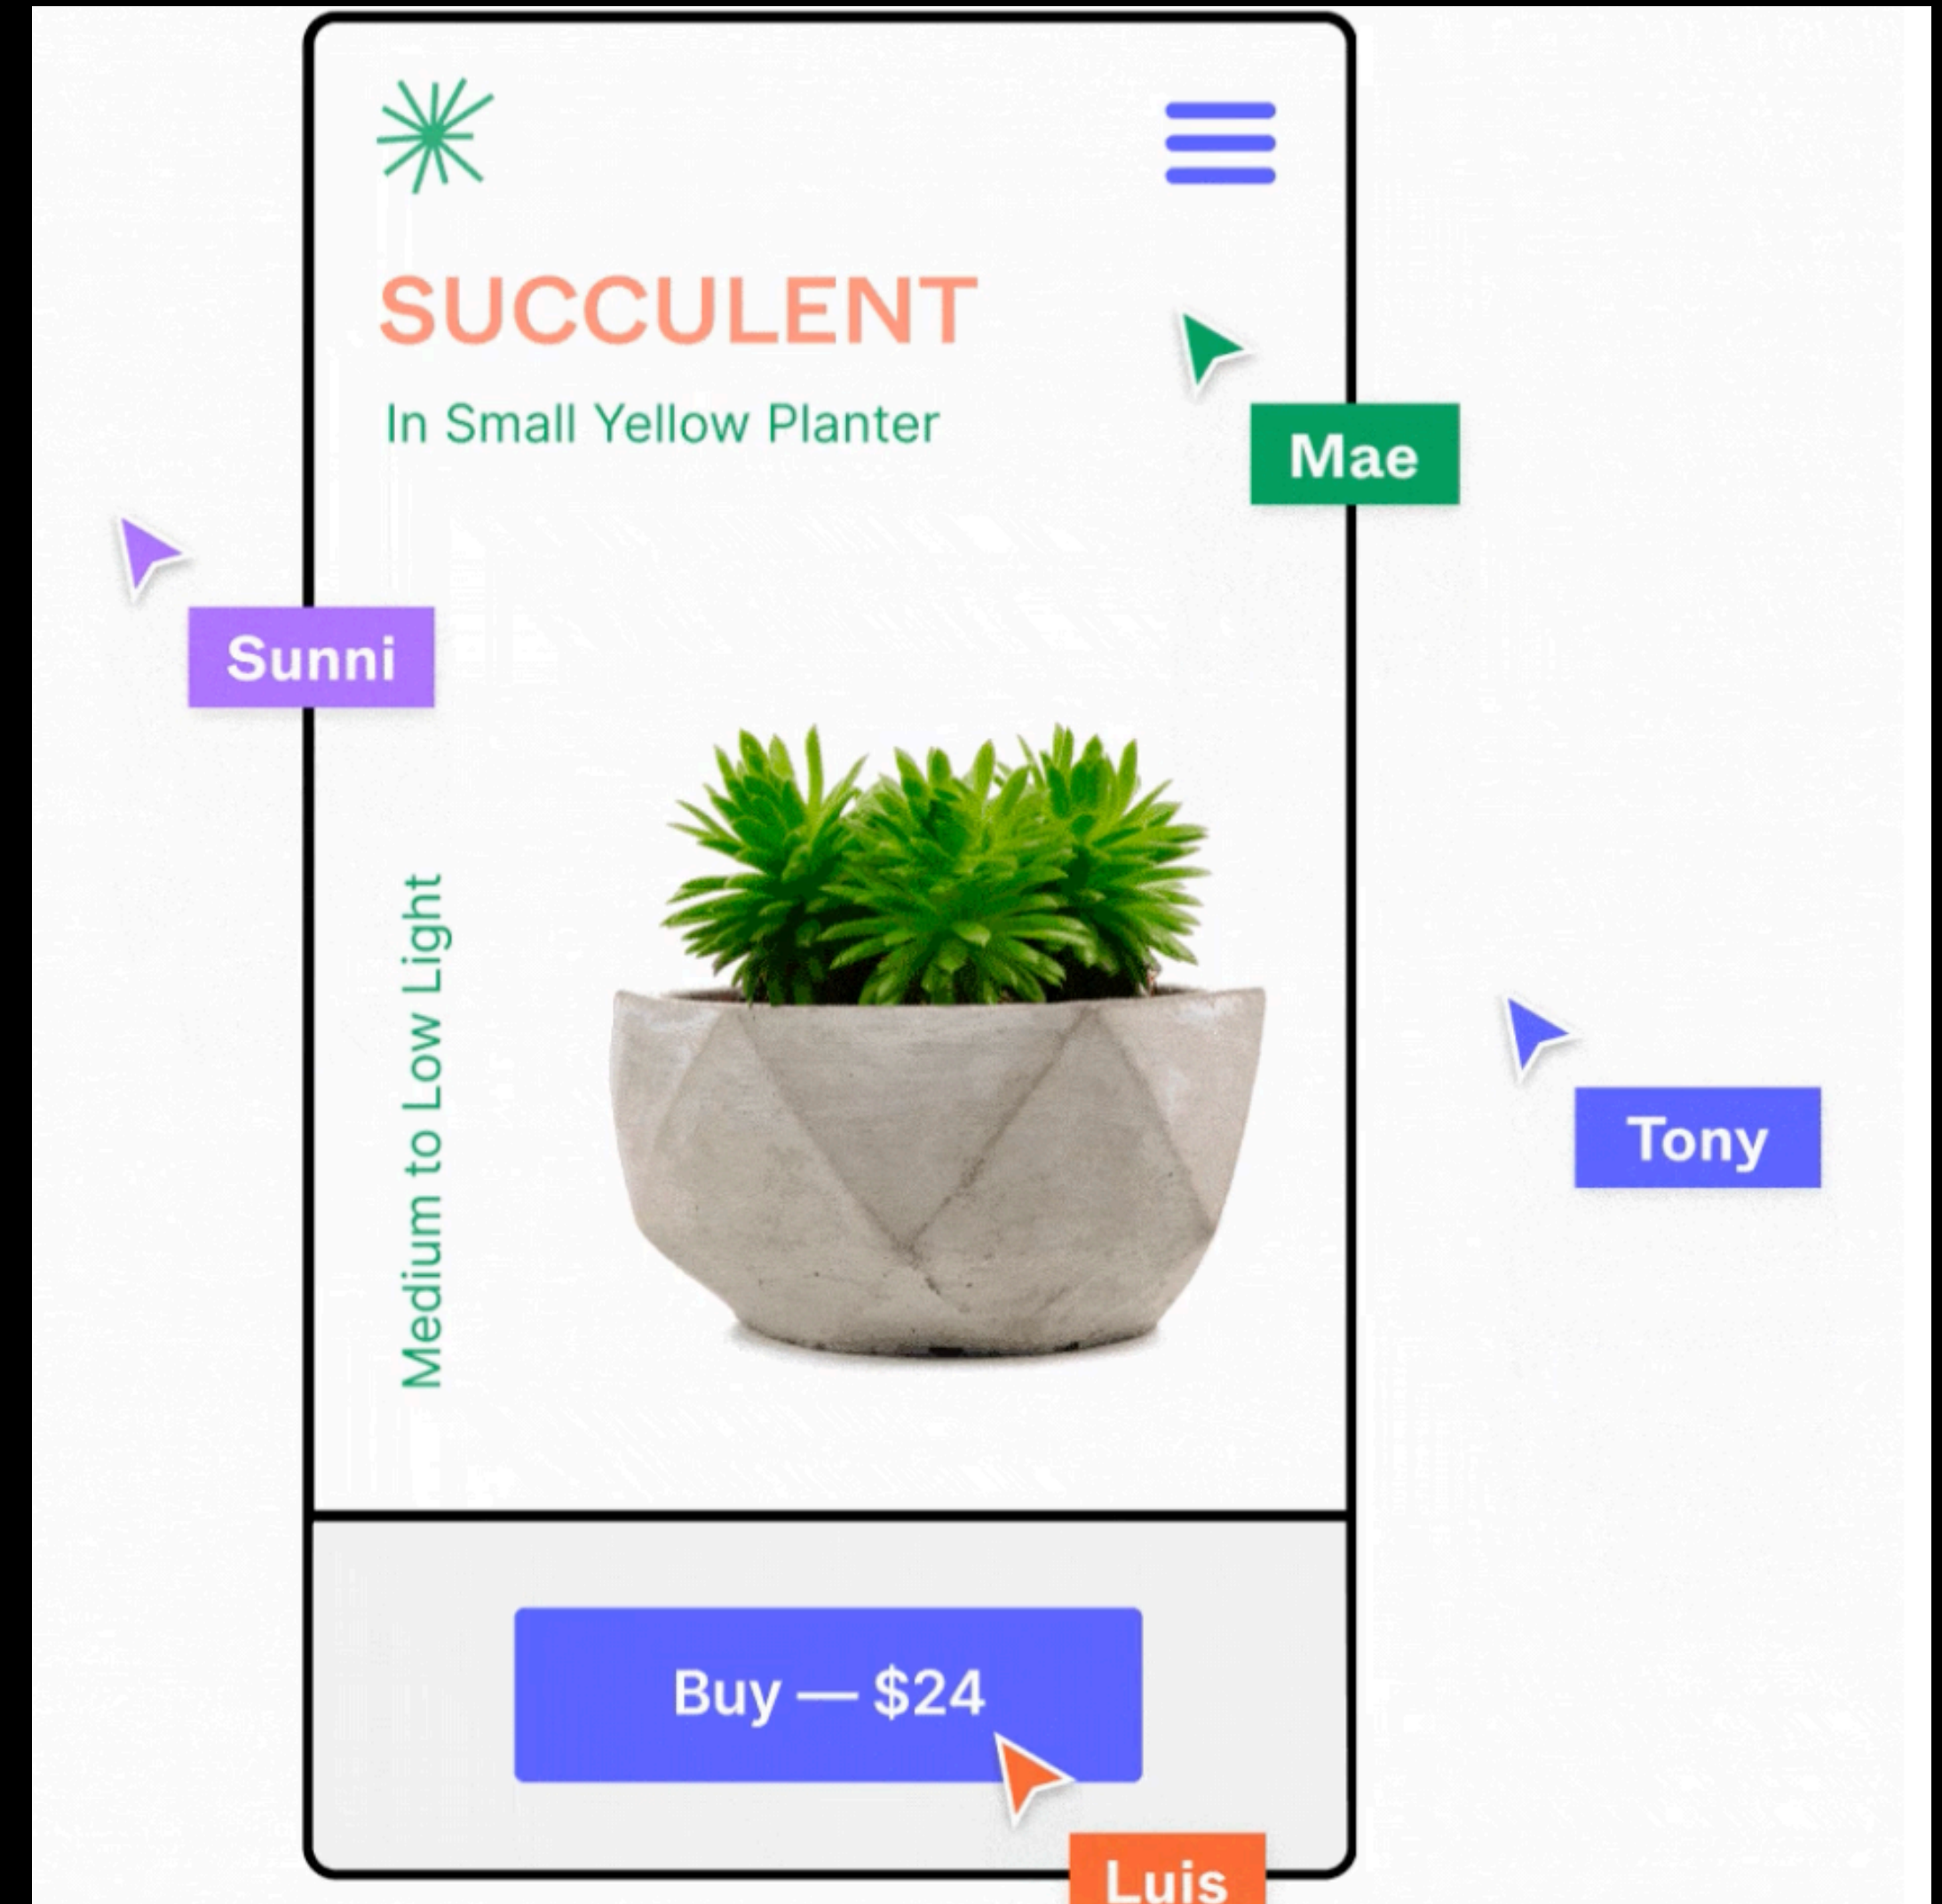 SUCCULENT
In Small Yellow Planter
Mae
Sunni
Medium to Low Light
Tony
Buy — $24
Luis